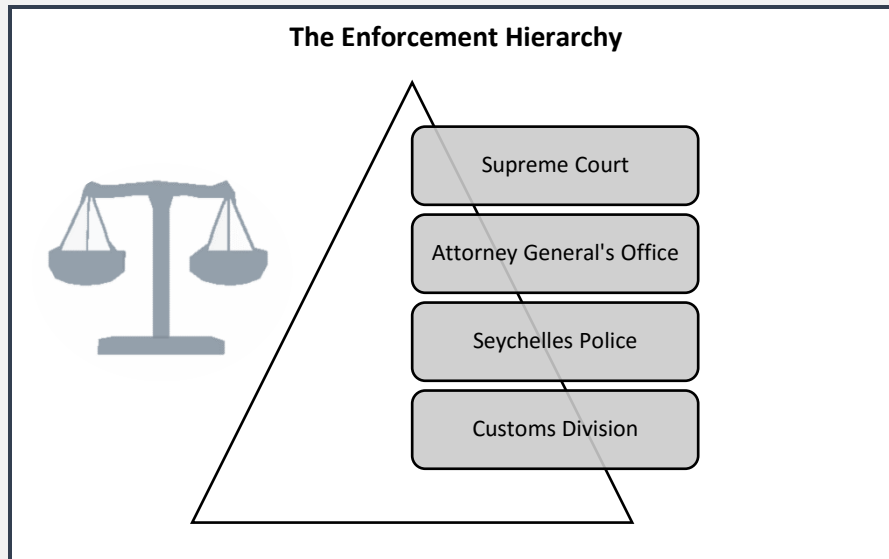 The Enforcement Hierarchy
Supreme Court
Attorney General's Office
Seychelles Police
Customs Division